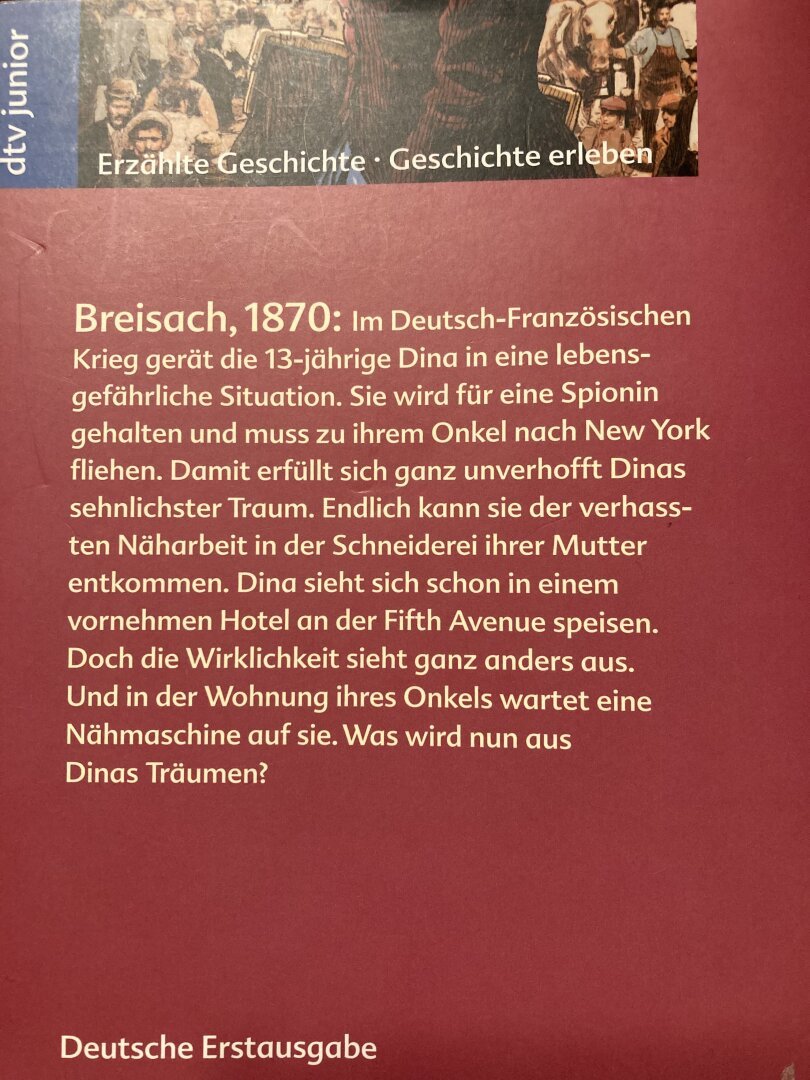 dtv junior
Erzählte Geschichte · Geschichte erleben
Breisach, 1870: Im Deutsch-Französischen
Krieg gerät die 13-jährige Dina in eine lebens-
gefährliche Situation. Sie wird für eine Spionin
gehalten und muss zu ihrem Onkel nach New York
fliehen. Damit erfüllt sich ganz unverhofft Dinas
sehnlichster Traum. Endlich kann sie der verhass-
ten Näharbeit in der Schneiderei ihrer Mutter
entkommen. Dina sieht sich schon in einem
vornehmen Hotel an der Fifth Avenue speisen.
Doch die Wirklichkeit sieht ganz anders aus.
Und in der Wohnung ihres Onkels wartet eine
Nähmaschine auf sie. Was wird nun aus
Dinas Träumen?
Deutsche Erstausgabe